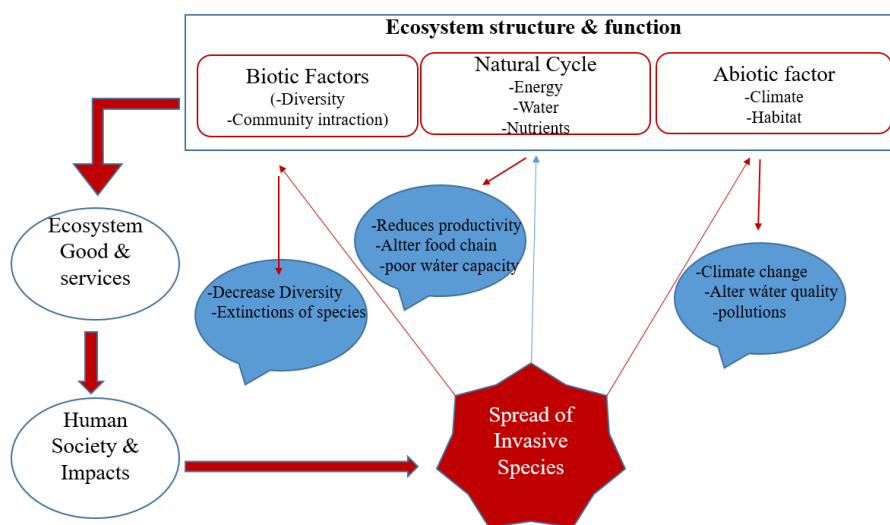 Ecosystem structure & function
Biotic Factors
(-Diversity
-Community intraction)
Natural Cycle
-Energy
-Water
-Nutrients
Abiotic factor
-Climate
-Habitat
Ecosystem
Good &
services
-Decrease Diversity
-Extinctions of species
-Reduces productivity
-Altter food chain
-poor wáter capacity
-Climate change
-Alter wáter quality
-pollutions
Human
Society &
Impacts
Spread of
Invasive
Species